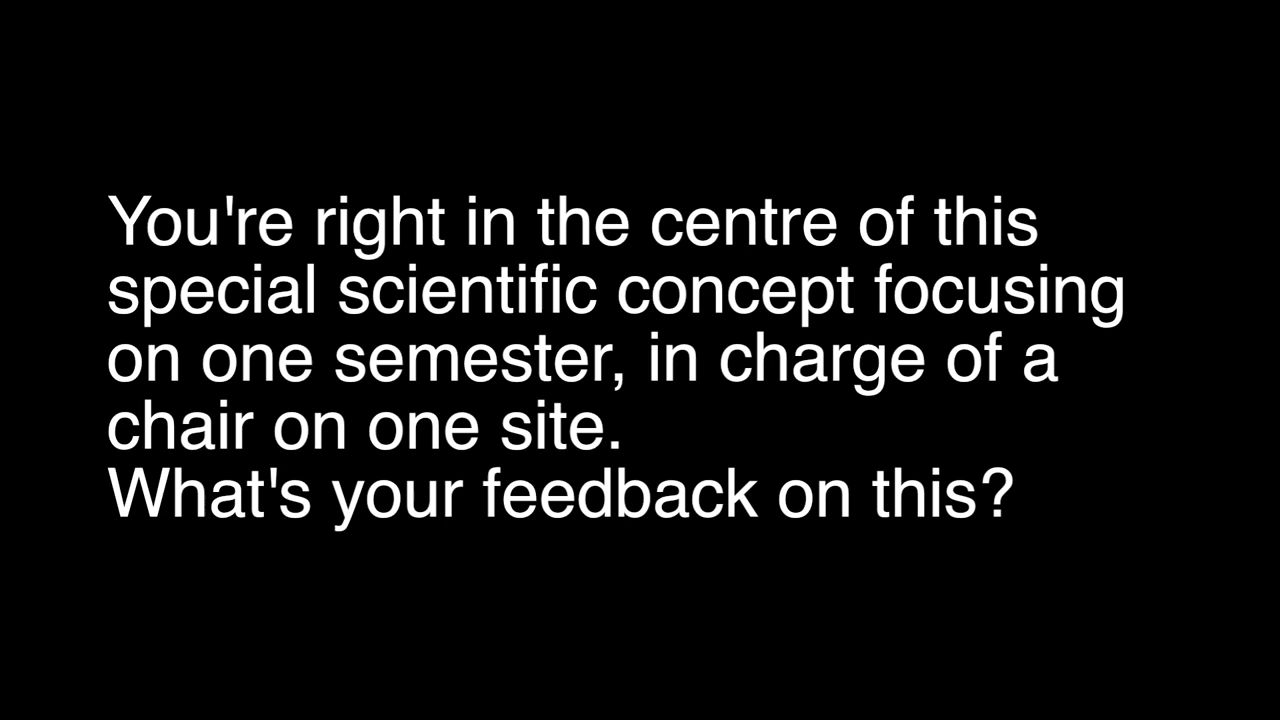 You're right in the centre of this
special scientific concept focusing
on one semester, in charge of a
chair on one site.
What's your feedback on this?